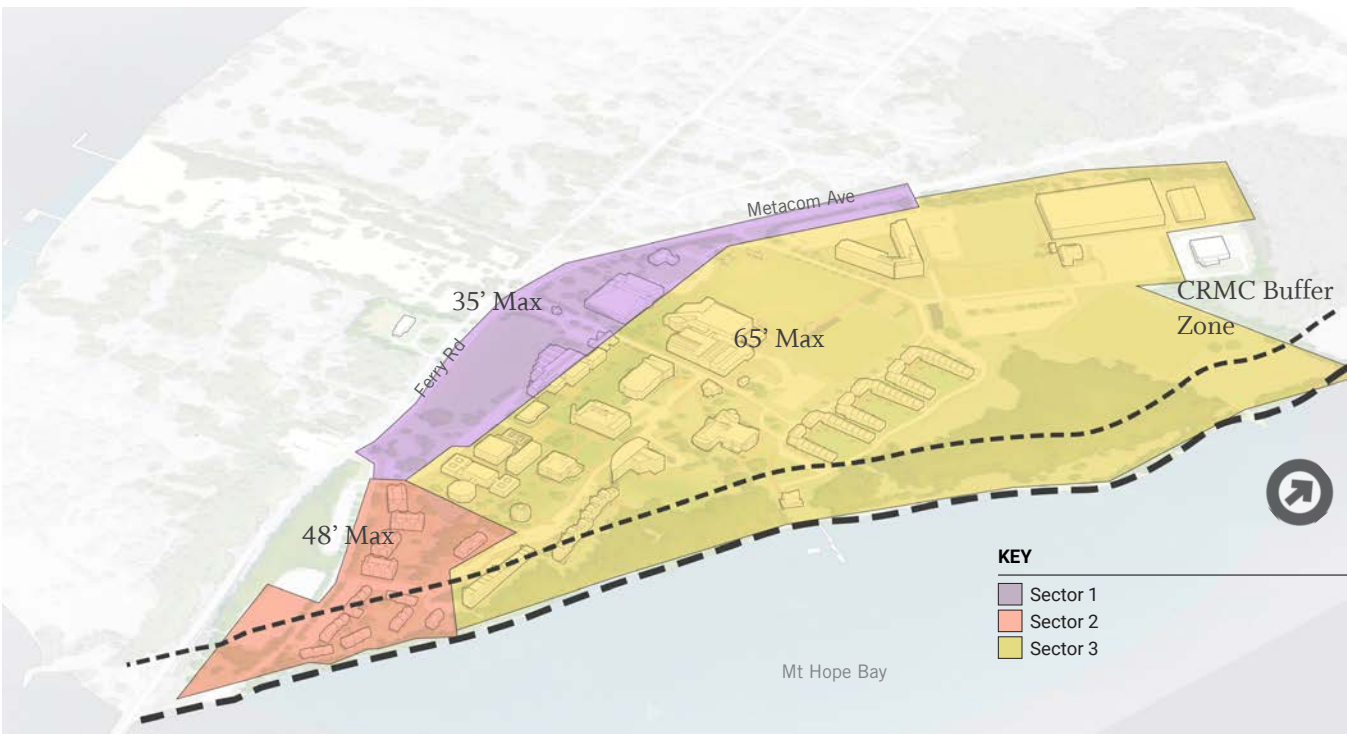 Metacom Ave
35’ Max
CRMC Buffer
Zone
65’ Max
Ferry Rd
48’ Max
KEY
Sector 1
Sector 2
Sector 3
Mt Hope Bay